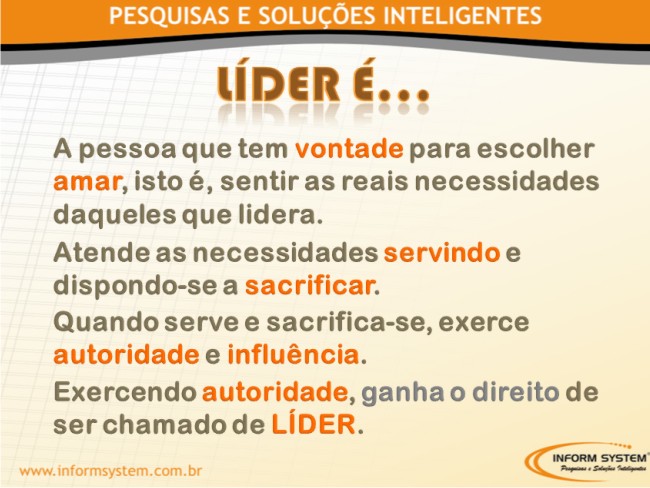 PESQUISAS E SOLUÇÕES INTELIGENTES
LÍDER É...
A pessoa que tem vontade para escolher
amar, isto é, sentir as reais necessidades
daqueles que lidera.
Atende as necessidades servindo e
dispondo-se a sacrificar.
Quando serve e sacrifica-se, exerce
autoridade e influência.
Exercendo autoridade, ganha o direito de
ser chamado de LÍDER.
INFORM SYSTEM
Pesquisas e Soluções Inteligentes
www.informsystem.com.br